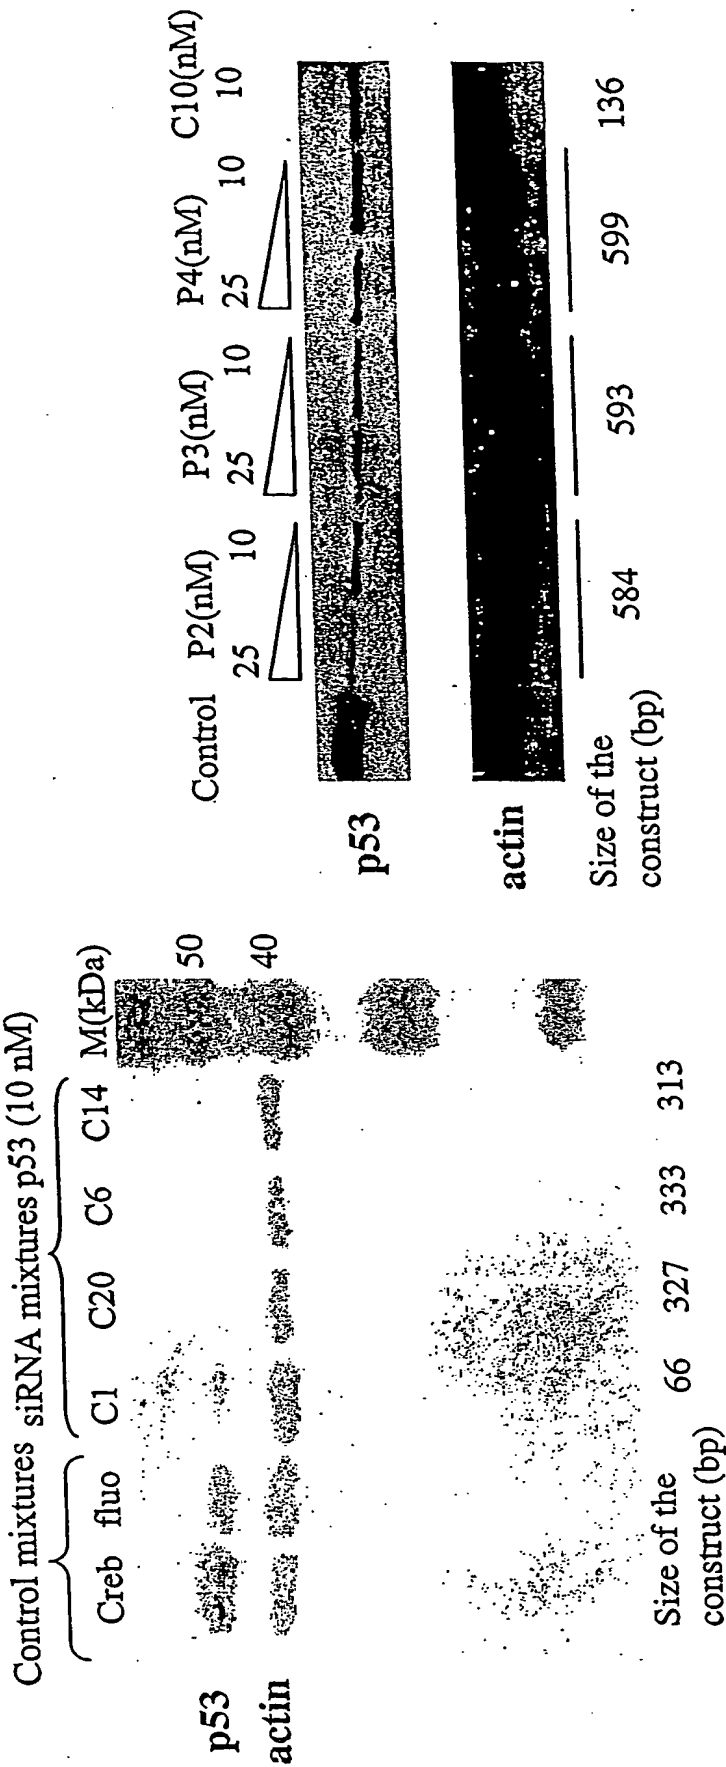 Control mixtures siRNA mixtures p53 (10 nM)
Creb fluo C1 C20 C6 C14 M(kDa)
p53
50
actin
40
Size of the
construct (bp)
66 327 333 313
Control P2(nM) P3(nM) P4(nM) C10(nM)
25 10 25 10 25 10 10
p53
actin
Size of the
construct (bp)
584 593 599 136